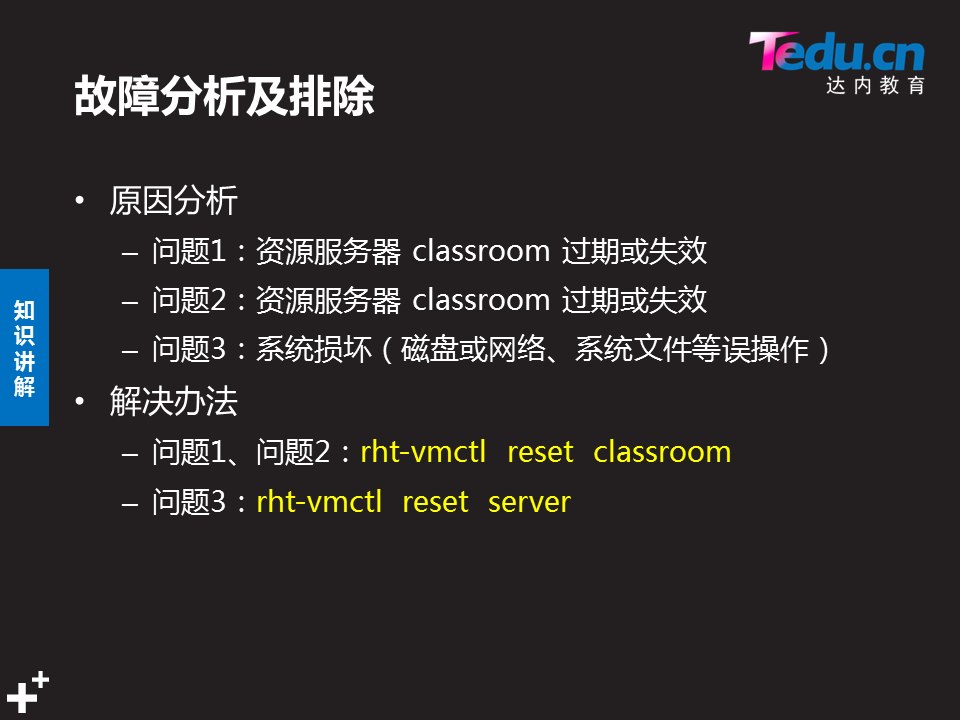 Tedu.cn
达内教育
故障分析及排除
• 原因分析
– 问题1：资源服务器 classroom 过期或失效
– 问题2：资源服务器 classroom 过期或失效
– 问题3：系统损坏（磁盘或网络、系统文件等误操作）
• 解决办法
– 问题1、问题2：rht-vmctl reset classroom
– 问题3：rht-vmctl reset server
知
识
讲
解